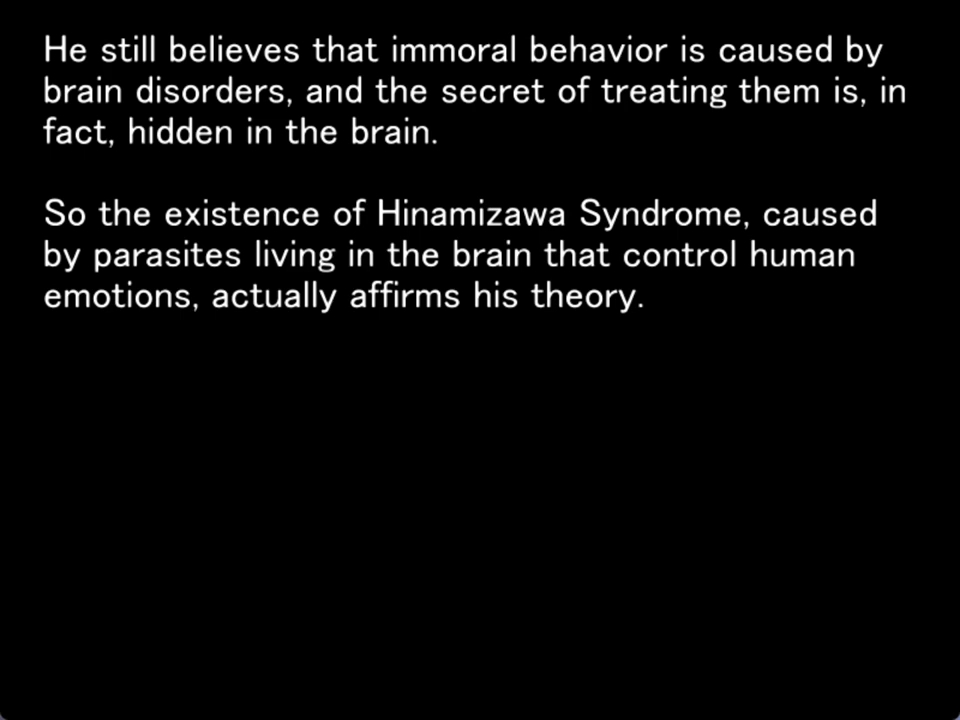 He still believes that immoral behavior is caused by
brain disorders, and the secret of treating them is, in
fact, hidden in the brain.
So the existence of Hinamizawa Syndrome, caused
by parasites living in the brain that control human
emotions, actually affirms his theory.